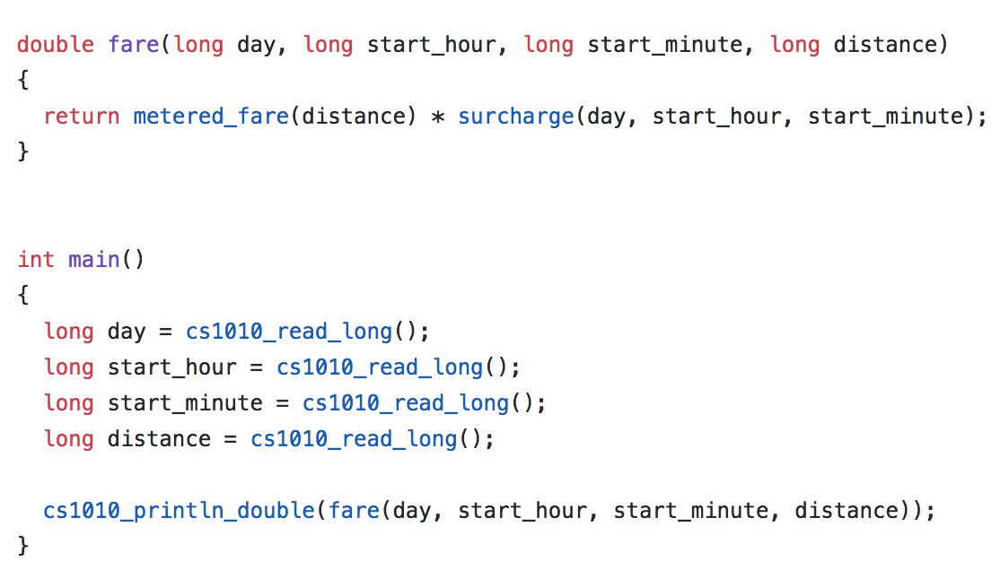 double fare(long day, long start_hour, long start_minute, long distance)
{
  return metered_fare(distance) * surcharge(day, start_hour, start_minute);
}
int main()
{
  long day = cs1010_read_long();
  long start_hour = cs1010_read_long();
  long start_minute = cs1010_read_long();
  long distance = cs1010_read_long();
  cs1010_println_double(fare(day, start_hour, start_minute, distance));
}